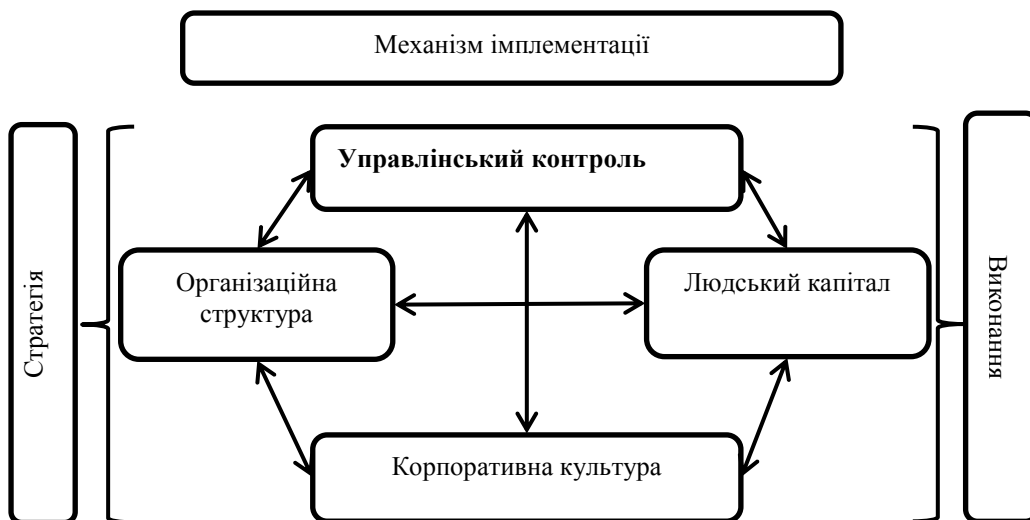 Механізм імплементації
Стратегія
Управлінський контроль
Організаційна
структура
Людський капітал
Корпоративна культура
Виконання